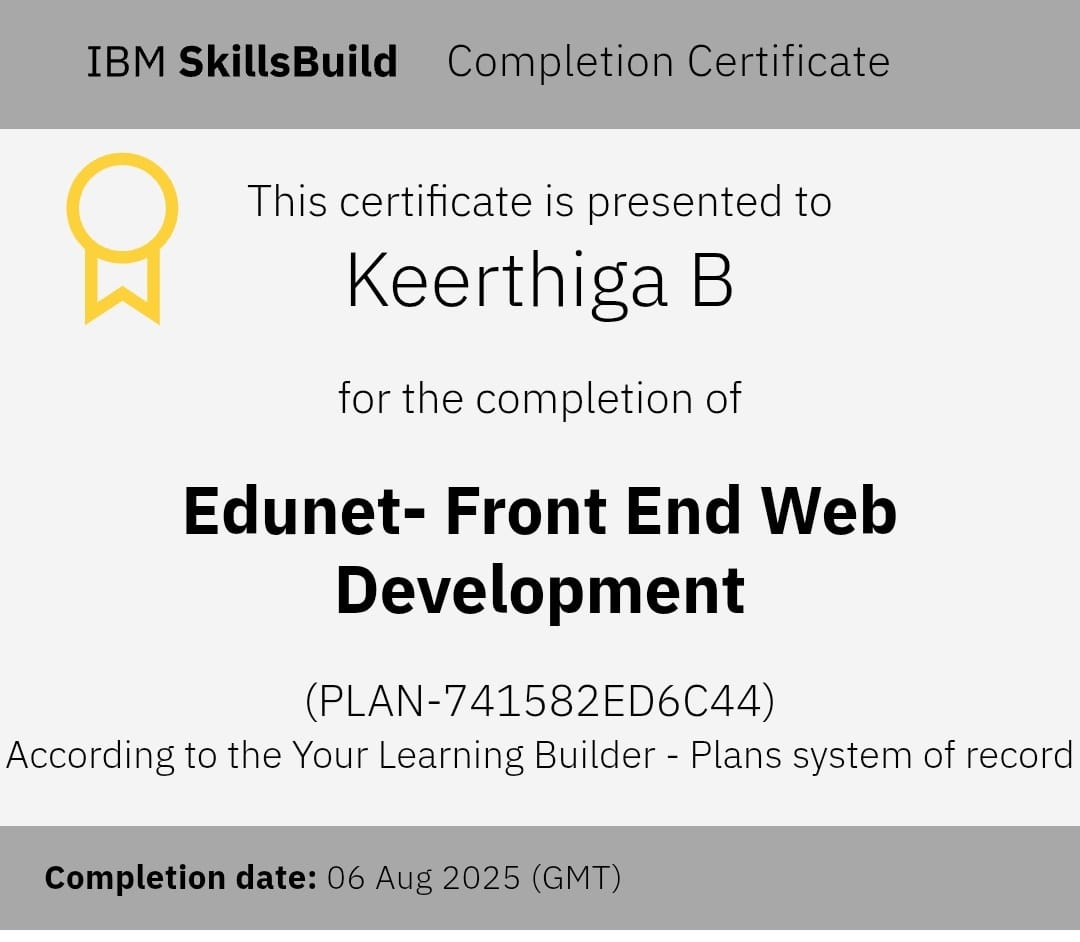 IBM SkillsBuild Completion Certificate
This certificate is presented to
Keerthiga B
for the completion of
Edunet- Front End Web
Development
(PLAN-741582ED6C44)
According to the Your Learning Builder - Plans system of record
Completion date: 06 Aug 2025 (GMT)